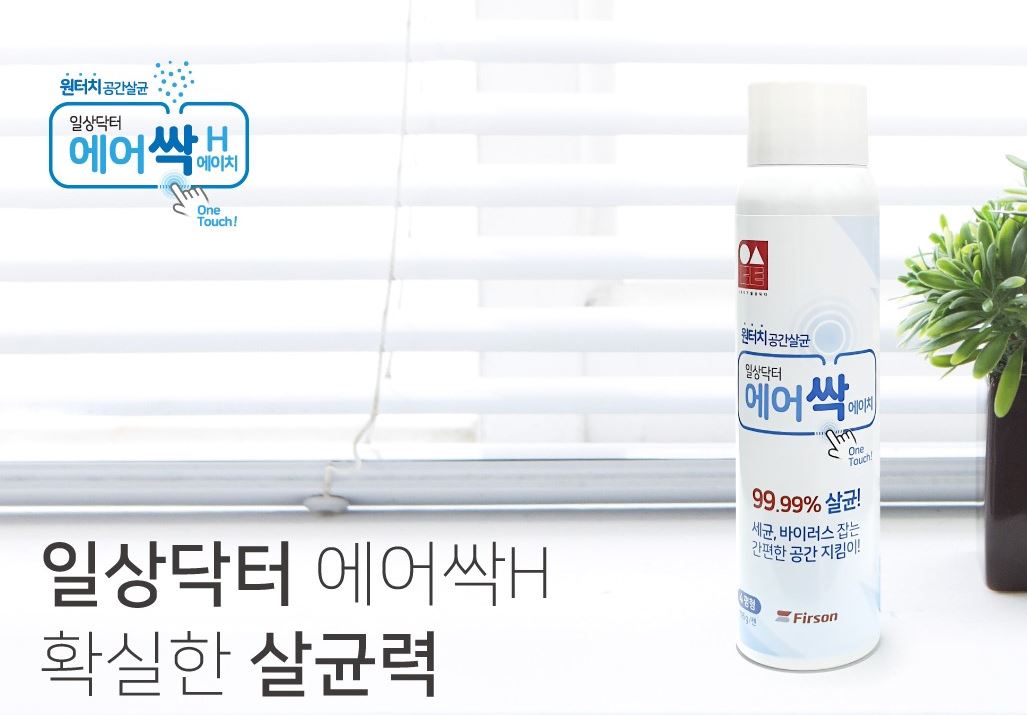 원터치 공간살균
일상닥터
에어싹 H
에이치
One
Touch!
원터치 공간살균
일상닥터
에어싹 에이치
One
Touch!
99.99% 살균!
세균, 바이러스 잡는
간편한 공간 지킴이!
Firson
일상닥터 에어싹H
확실한 살균력